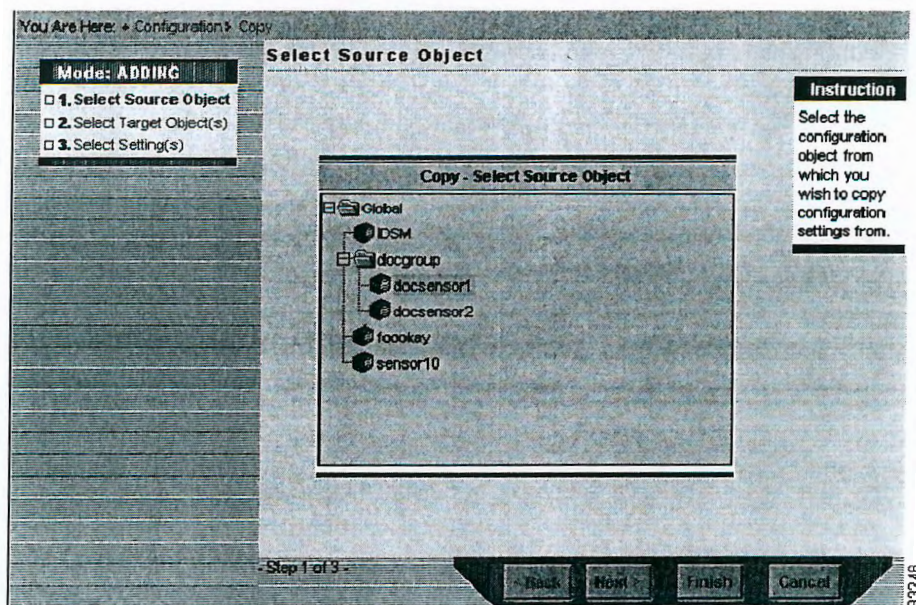 You Are Here: • Configuration > Copy
Mode: ADDING
1. Select Source Object
2. Select Target Object(s)
3. Select Setting(s)
Select Source Object
Copy - Select Source Object
Global
IDSM
docgroup
docsensor1
docsensor2
foookay
sensor10
Instruction
Select the
configuration
object from
which you
wish to copy
configuration
settings from.
- Step 1 of 3 -
< Back
Next >
Finish
Cancel